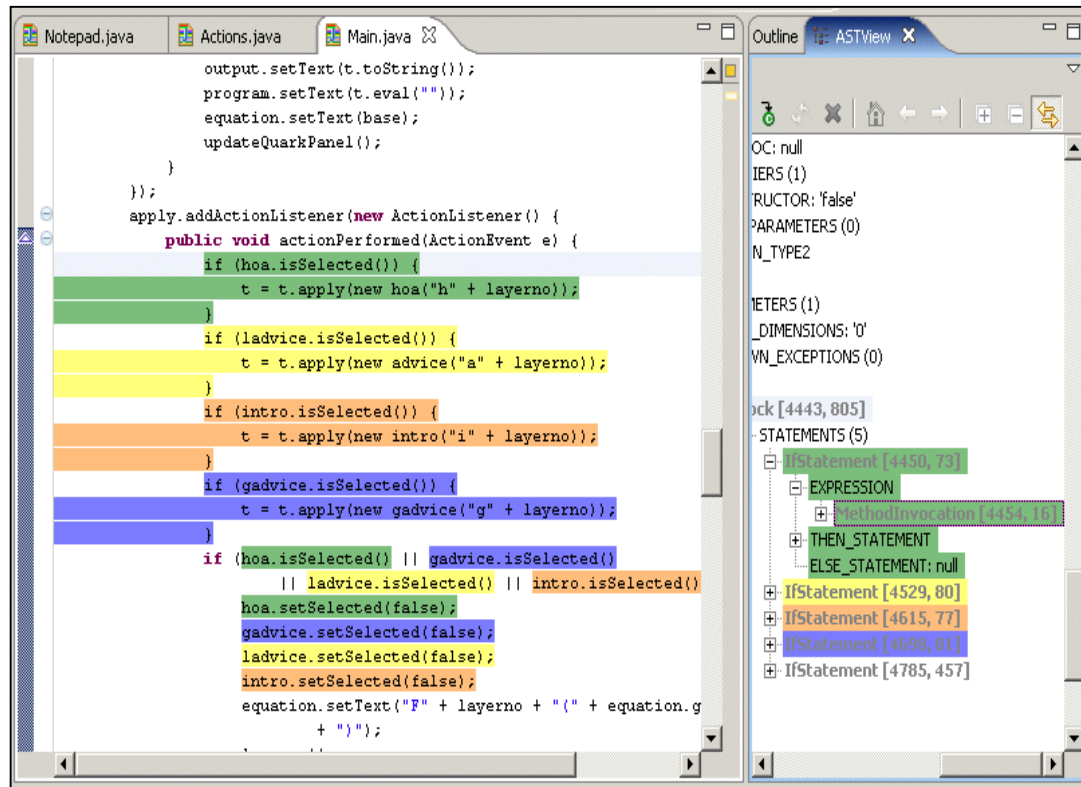 Notepad.java Actions.java Main.java
output.setText(t.toString());
program.setText(t.eval(""));
equation.setText(base);
updateQuarkPanel();
}
});
apply.addActionListener(new ActionListener() {
public void actionPerformed(ActionEvent e) {
if (hoa.isSelected()) {
t = t.apply(new hoa("h" + layerno));
}
if (ladvice.isSelected()) {
t = t.apply(new advice("a" + layerno));
}
if (intro.isSelected()) {
t = t.apply(new intro("i" + layerno));
}
if (gadvice.isSelected()) {
t = t.apply(new gadvice("g" + layerno));
}
if (hoa.isSelected() || gadvice.isSelected()
|| ladvice.isSelected() || intro.isSelected()
hoa.setSelected(false);
gadvice.setSelected(false);
ladvice.setSelected(false);
intro.setSelected(false);
equation.setText("F" + layerno + "(" + equation.g
+ ")");
Outline ASTView
OC: null
IERS (1)
RUCTOR: 'false'
PARAMETERS (0)
N_TYPE2
METERS (1)
_DIMENSIONS: '0'
WN_EXCEPTIONS (0)
ock [4443, 805]
STATEMENTS (5)
IfStatement [4450, 73]
EXPRESSION
MethodInvocation [4454, 16]
THEN_STATEMENT
ELSE_STATEMENT: null
IfStatement [4529, 80]
IfStatement [4615, 77]
IfStatement [4698, 81]
IfStatement [4785, 457]